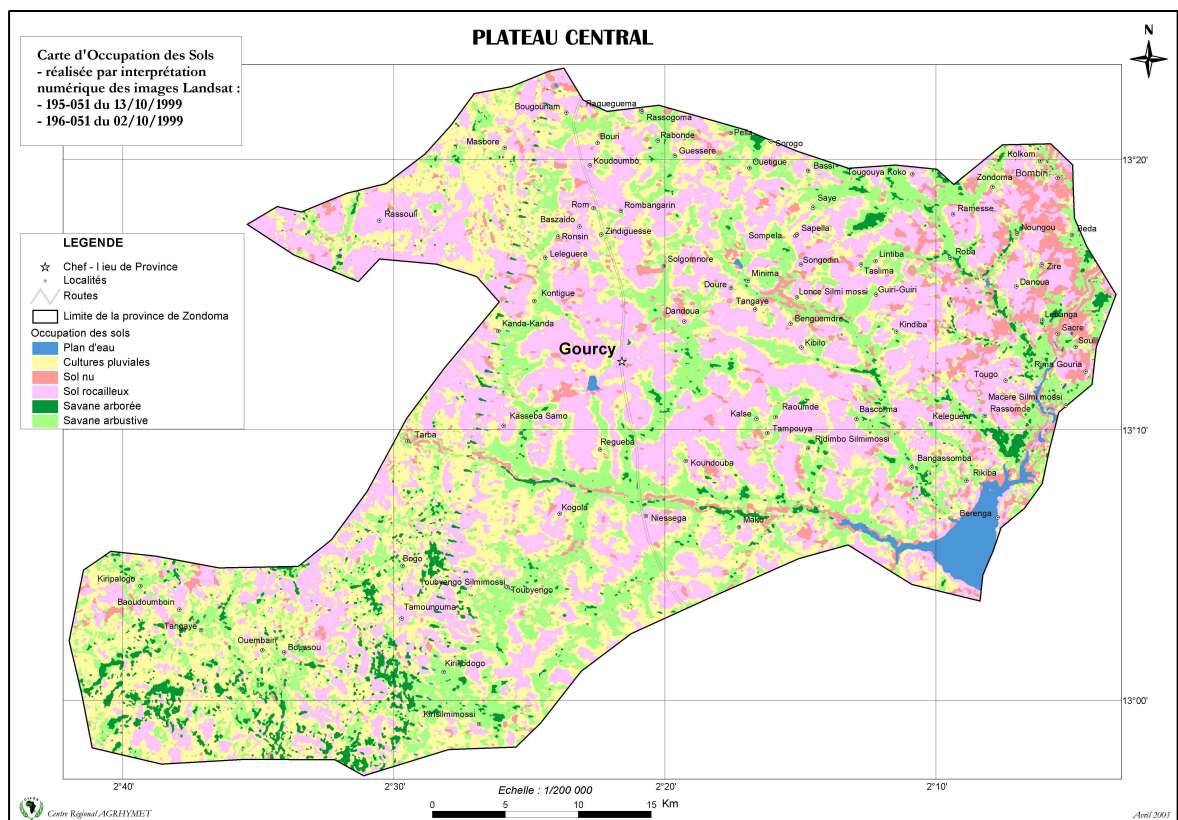 PLATEAU CENTRAL
Carte d'Occupation des Sols
- réalisée par interprétation
numérique des images Landsat :
- 195-051 du 13/10/1999
- 196-051 du 02/10/1999
N
LEGENDE
Chef - lieu de Province
Localités
Routes
Limite de la province de Zondoma
Occupation des sols
Plan d'eau
Cultures pluviales
Sol nu
Sol rocailleux
Savane arborée
Savane arbustive
Bougounam
Ragueguema
Rassogoma
Masbore
Bouri
Rabonde
Pella
Sorogo
Koudoumbo
Guessere
Ouetigue
Bassi
Tougouya Koko
Kolkom
Bombin
Zondoma
13°20'
Rassouli
Rom
Rombangarin
Saye
Ramesse
Baszaido
Ronsin
Zindiguesse
Sompela
Sapella
Noungou
Beda
Leleguere
Solgomnore
Songodin
Lintiba
Taslima
Roba
Zire
Minima
Doure
Danoua
Kontigue
Tangaye
Lonce Silmi mossi
Guiri-Guiri
Kanda-Kanda
Dandoua
Benguemdre
Kindiba
Lebanga
Sacre
Souli
Gourcy
Kibilo
Rima Gouria
Tougo
Macere Silmi mossi
Kasseba Samo
Kalse
Raoumde
Bascorma
Keleguem
Rassomde
13°10'
Tarba
Regueba
Tampouya
Ridimbo Silmimossi
Koundouba
Bangassomba
Rikiba
Kogola
Niessega
Mako
Berenga
Bogo
Kiripalogo
Toubyengo Silmimossi
Toubyengo
Baoudoumboin
Tangaye
Tamounouma
Ouembain
Boussou
Kirikodogo
13°00'
Kirisilmimossi
2°40'
2°30'
2°20'
2°10'
Echelle : 1/200 000
0 5 10 15 Km
Centre Régional AGRHYMET
Avril 2003